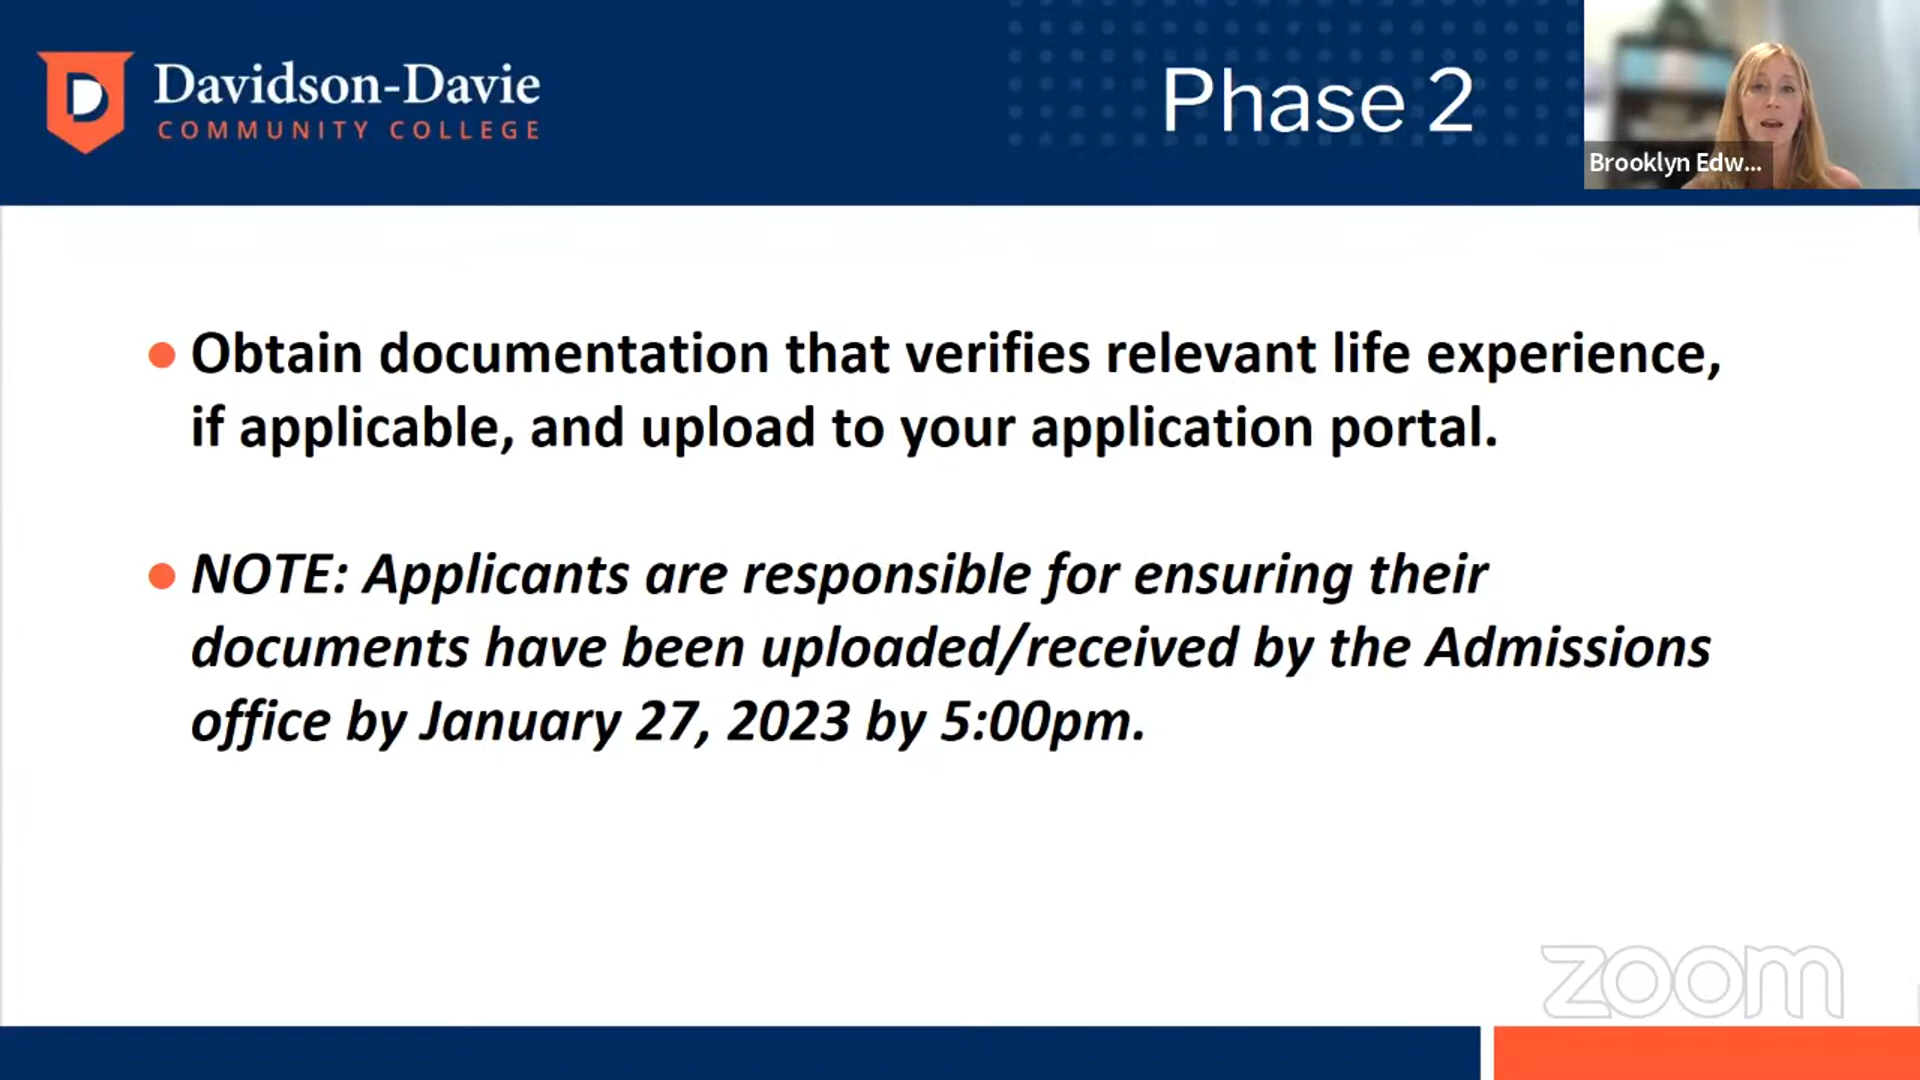 D
Davidson-Davie
COMMUNITY COLLEGE
Phase 2
Brooklyn Edw...
• Obtain documentation that verifies relevant life experience,
if applicable, and upload to your application portal.
• NOTE: Applicants are responsible for ensuring their
documents have been uploaded/received by the Admissions
office by January 27, 2023 by 5:00pm.
zoom